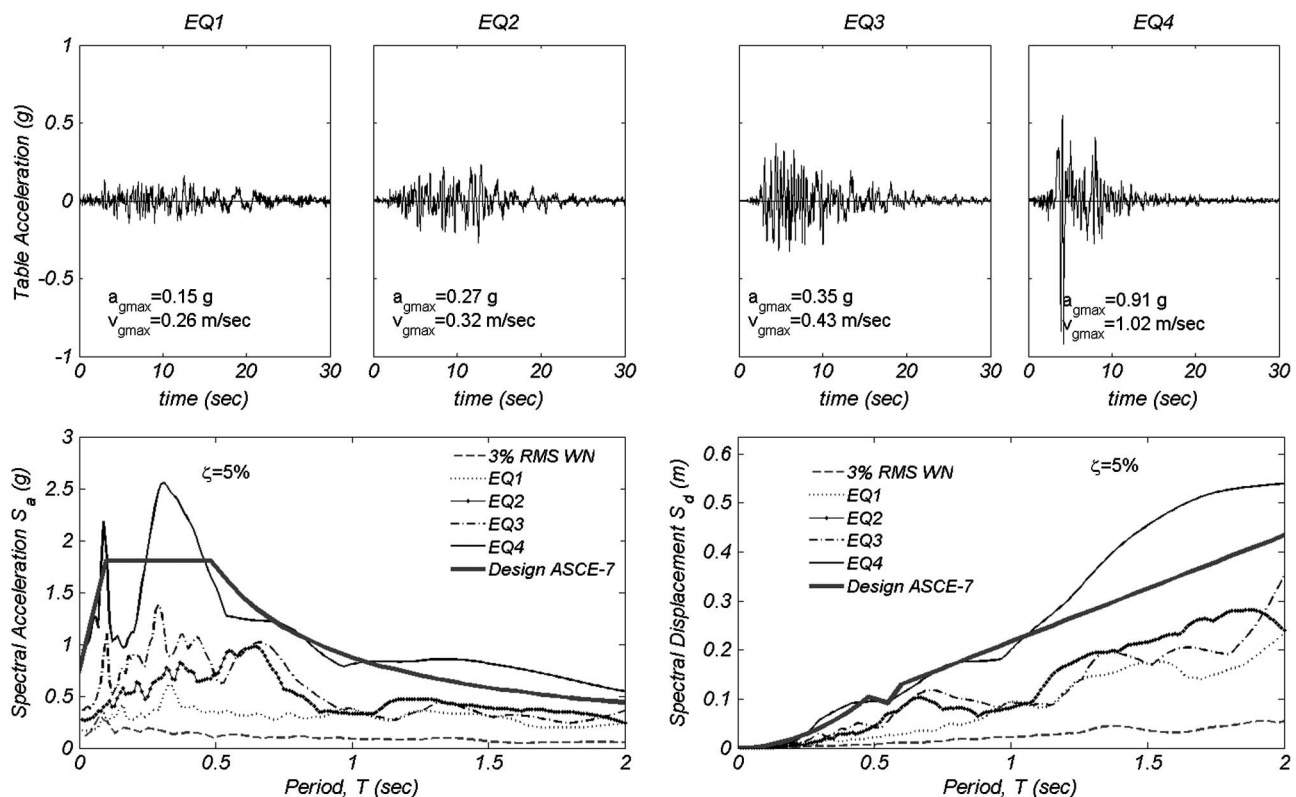 EQ1
EQ2
EQ3
EQ4
Table Acceleration (g)
1
0.5
0
-0.5
-1
a_gmax=0.15 g
v_gmax=0.26 m/sec
a_gmax=0.27 g
v_gmax=0.32 m/sec
a_gmax=0.35 g
v_gmax=0.43 m/sec
a_gmax=0.91 g
v_gmax=1.02 m/sec
0 10 20 30
0 10 20 30
0 10 20 30
0 10 20 30
time (sec)
time (sec)
time (sec)
time (sec)
Spectral Acceleration S_a (g)
3
2.5
2
1.5
1
0.5
0
ζ=5%
3% RMS WN
EQ1
EQ2
EQ3
EQ4
Design ASCE-7
0 0.5 1 1.5 2
Period, T (sec)
Spectral Displacement S_d (m)
0.6
0.5
0.4
0.3
0.2
0.1
0
ζ=5%
3% RMS WN
EQ1
EQ2
EQ3
EQ4
Design ASCE-7
0 0.5 1 1.5 2
Period, T (sec)